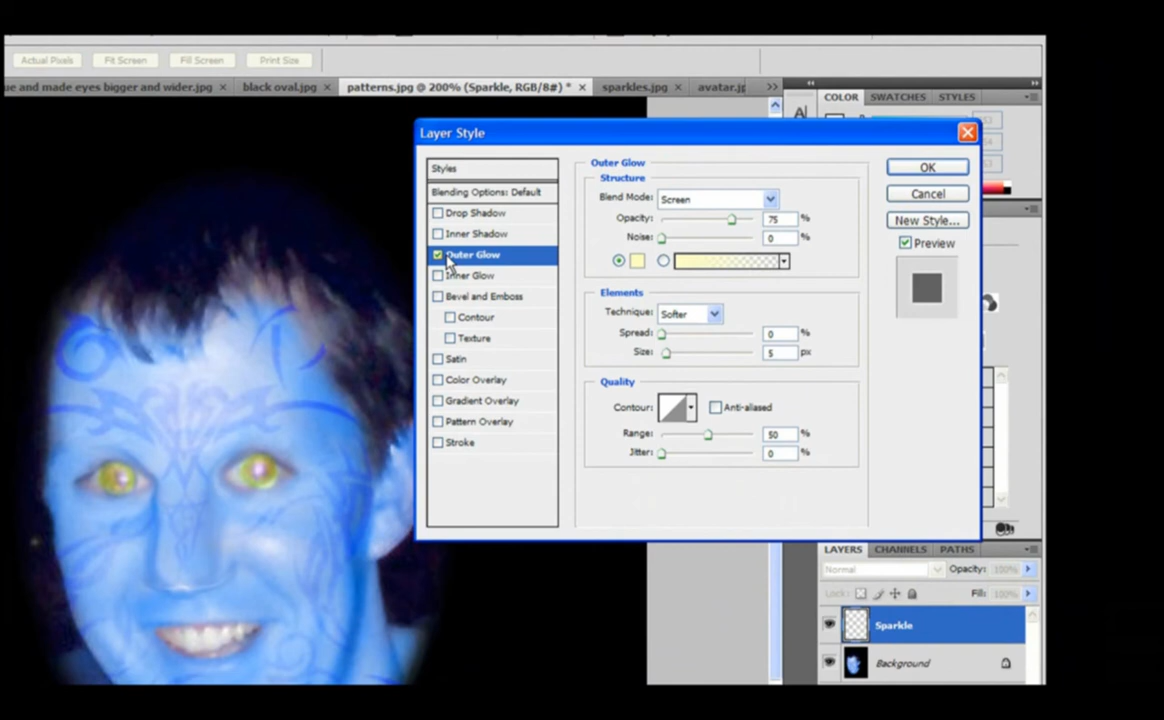 Actual Pixels Fit Screen Fill Screen Print Size
ue and made eyes bigger and wider.jpg × black oval.jpg × patterns.jpg @ 200% (Sparkle, RGB/8#) * × sparkles.jpg × avatar.jp >>
COLOR SWATCHES STYLES
Layer Style
Styles
Blending Options: Default
Drop Shadow
Inner Shadow
Outer Glow
Inner Glow
Bevel and Emboss
Contour
Texture
Satin
Color Overlay
Gradient Overlay
Pattern Overlay
Stroke
Outer Glow
Structure
Blend Mode: Screen
Opacity: 75 %
Noise: 0 %
Elements
Technique: Softer
Spread: 0 %
Size: 5 px
Quality
Contour: Anti-aliased
Range: 50 %
Jitter: 0 %
OK
Cancel
New Style...
Preview
LAYERS CHANNELS PATHS
Normal Opacity: 100%
Lock: Fill: 100%
Sparkle
Background